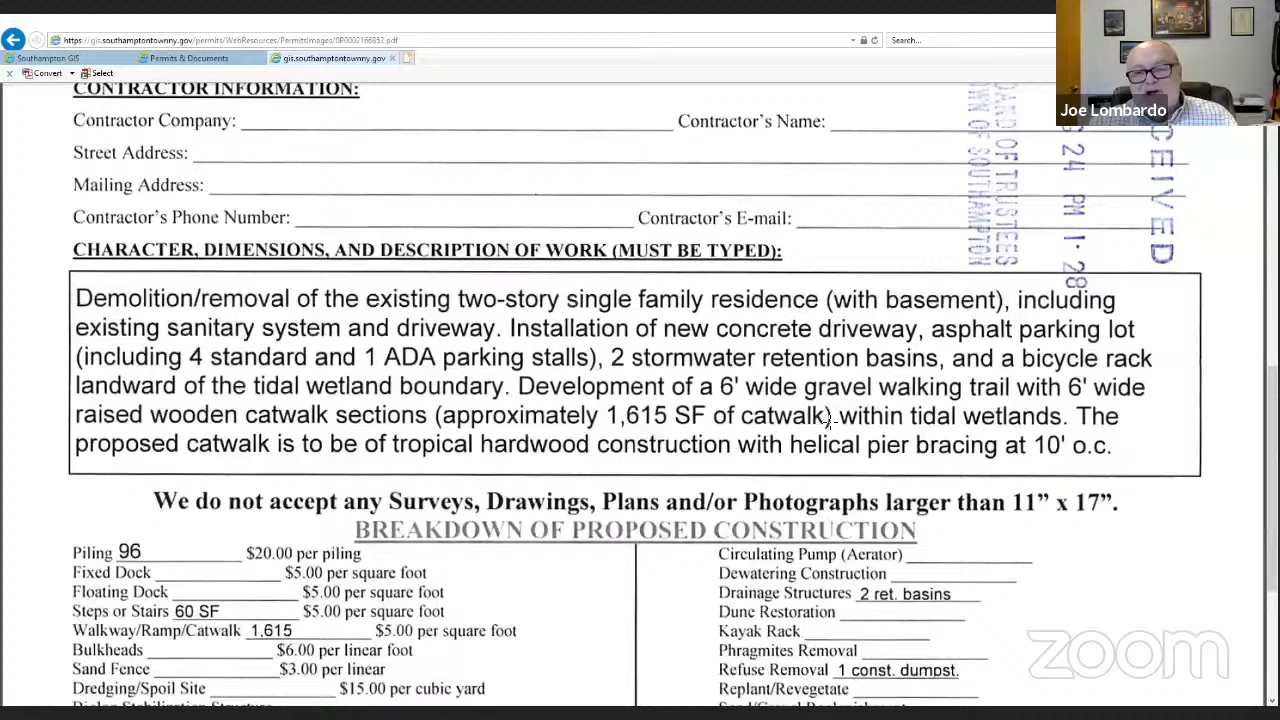 https://gis.southamptontownny.gov/permits/WebResources/PermitsImages/0P0002166853.pdf
Search...
Southampton GIS
Permits & Documents
gis.southamptontownny.gov
Convert
Select
Joe Lombardo
CONTRACTOR INFORMATION:
Contractor Company:
Contractor's Name:
Street Address:
Mailing Address:
Contractor's Phone Number:
Contractor's E-mail:
CEIVED
24 PM 1:28
OF TRUSTEES
OF SOUTHAMPTON
CHARACTER, DIMENSIONS, AND DESCRIPTION OF WORK (MUST BE TYPED):
Demolition/removal of the existing two-story single family residence (with basement), including
existing sanitary system and driveway. Installation of new concrete driveway, asphalt parking lot
(including 4 standard and 1 ADA parking stalls), 2 stormwater retention basins, and a bicycle rack
landward of the tidal wetland boundary. Development of a 6' wide gravel walking trail with 6' wide
raised wooden catwalk sections (approximately 1,615 SF of catwalk) within tidal wetlands. The
proposed catwalk is to be of tropical hardwood construction with helical pier bracing at 10' o.c.
We do not accept any Surveys, Drawings, Plans and/or Photographs larger than 11" x 17".
BREAKDOWN OF PROPOSED CONSTRUCTION
Piling 96 $20.00 per piling
Fixed Dock $5.00 per square foot
Floating Dock $5.00 per square foot
Steps or Stairs 60 SF $5.00 per square foot
Walkway/Ramp/Catwalk 1,615 $5.00 per square foot
Bulkheads $6.00 per linear foot
Sand Fence $3.00 per linear
Dredging/Spoil Site $15.00 per cubic yard
Circulating Pump (Aerator)
Dewatering Construction
Drainage Structures 2 ret. basins
Dune Restoration
Kayak Rack
Phragmites Removal
Refuse Removal 1 const. dumpst.
Replant/Revegetate
zoom